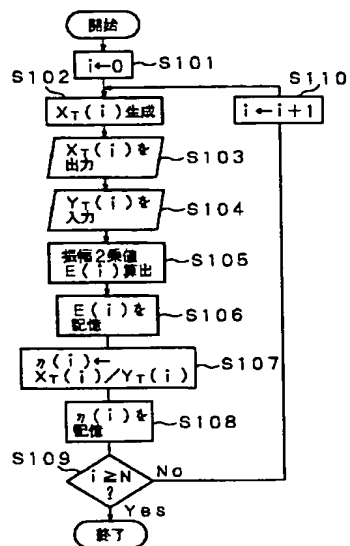 開始
i←0
S101
S102
S110
X_T(i)生成
i←i+1
X_T(i)を
出力
S103
Y_T(i)を
入力
S104
振幅2乗値
E(i)算出
S105
E(i)を
記憶
S106
η(i)←
X_T(i)/Y_T(i)
S107
η(i)を
記憶
S108
S109
i≧N
?
No
Yes
終了